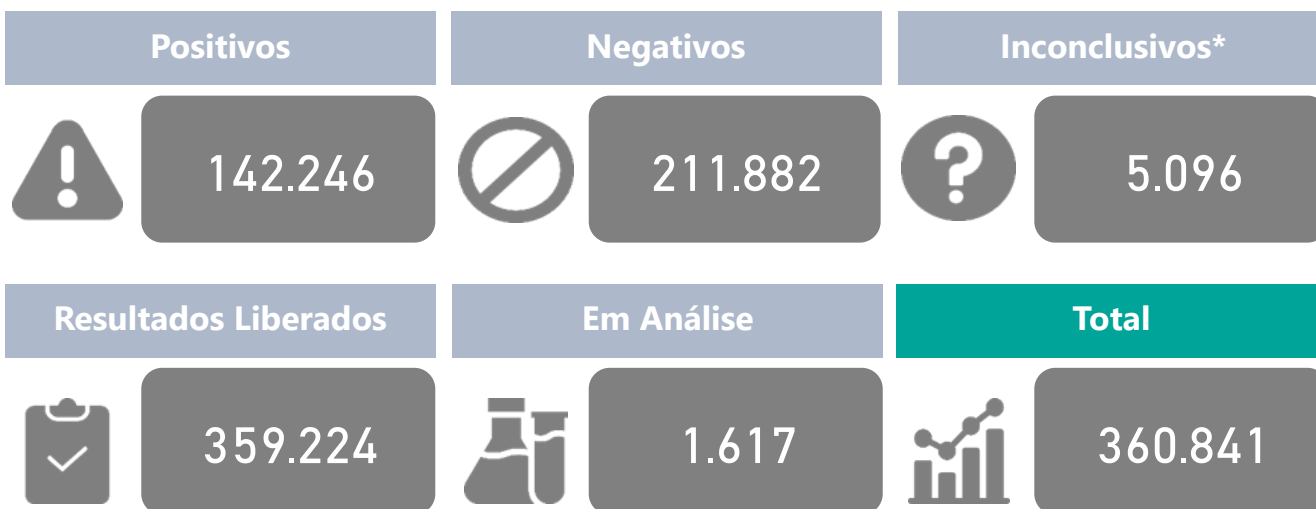 Positivos
Negativos
Inconclusivos*
142.246
211.882
5.096
Resultados Liberados
Em Análise
Total
359.224
1.617
360.841